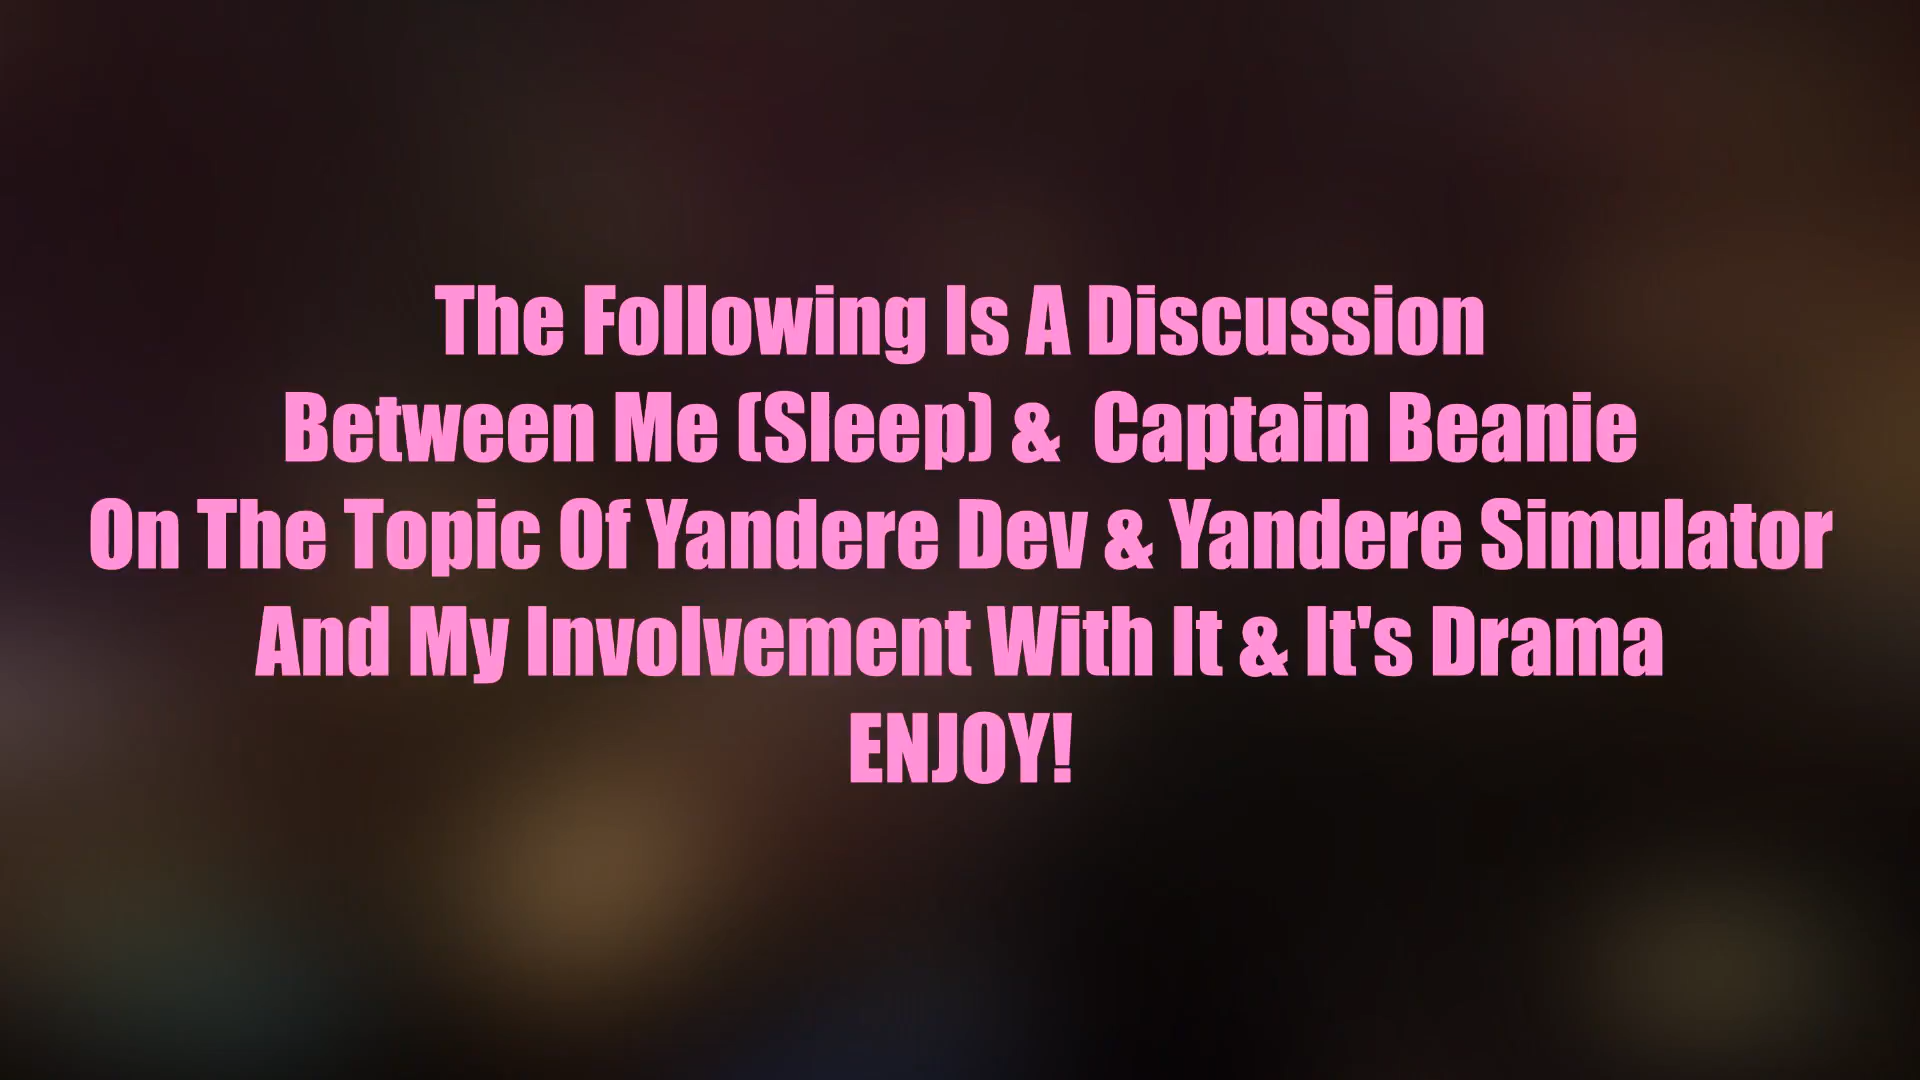 The Following Is A Discussion
Between Me (Sleep) & Captain Beanie
On The Topic Of Yandere Dev & Yandere Simulator
And My Involvement With It & It's Drama
ENJOY!